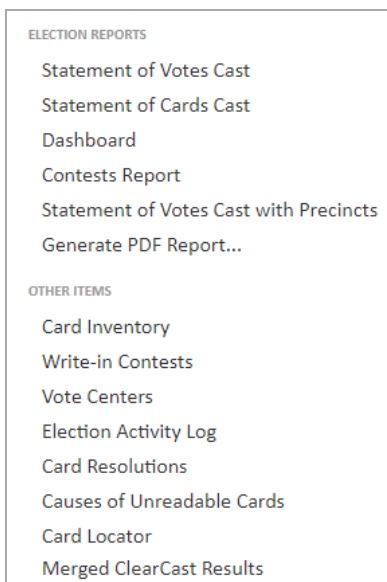 ELECTION REPORTS
Statement of Votes Cast
Statement of Cards Cast
Dashboard
Contests Report
Statement of Votes Cast with Precincts
Generate PDF Report...
OTHER ITEMS
Card Inventory
Write-in Contests
Vote Centers
Election Activity Log
Card Resolutions
Causes of Unreadable Cards
Card Locator
Merged ClearCast Results